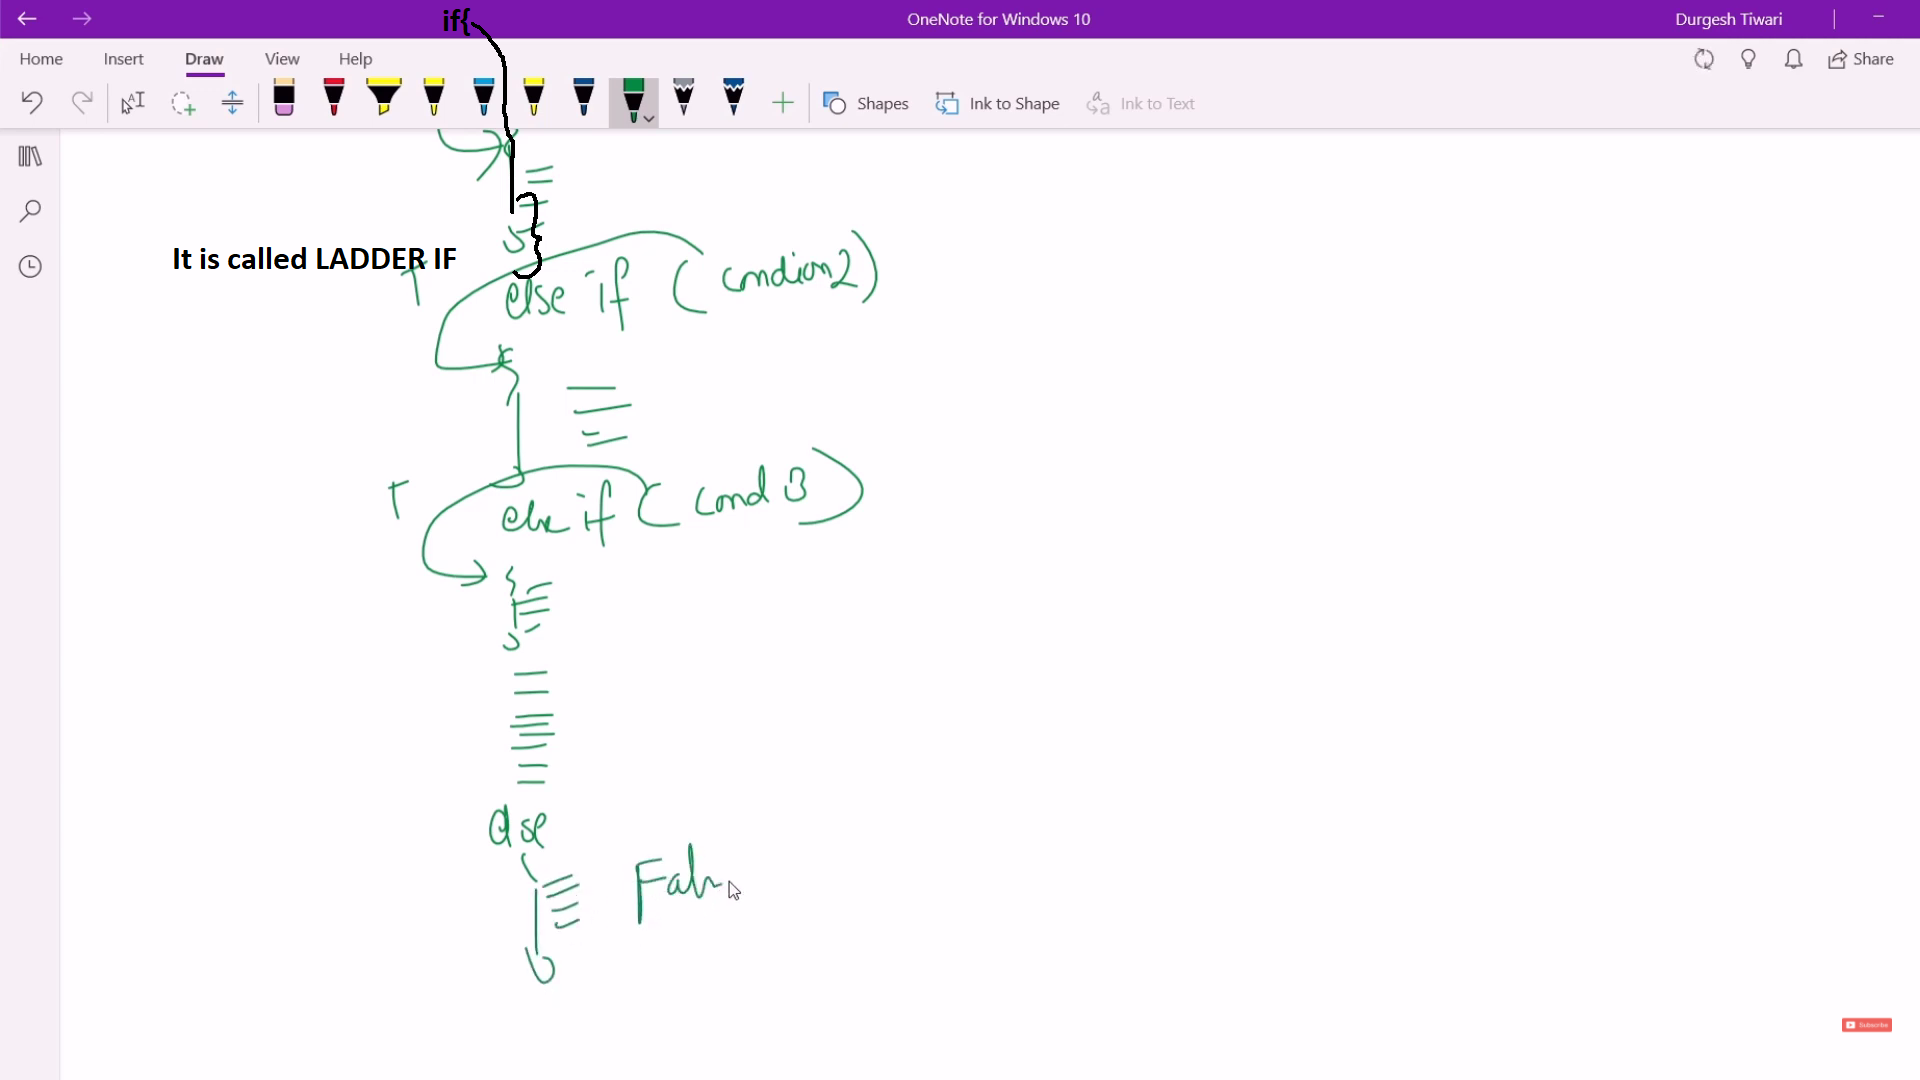 if{
OneNote for Windows 10
Durgesh Tiwari
Home
Insert
Draw
View
Help
Share
Shapes
Ink to Shape
Ink to Text
It is called LADDER IF
T
else if (condion2)
T
else if (cond 3)
else
Subscribe